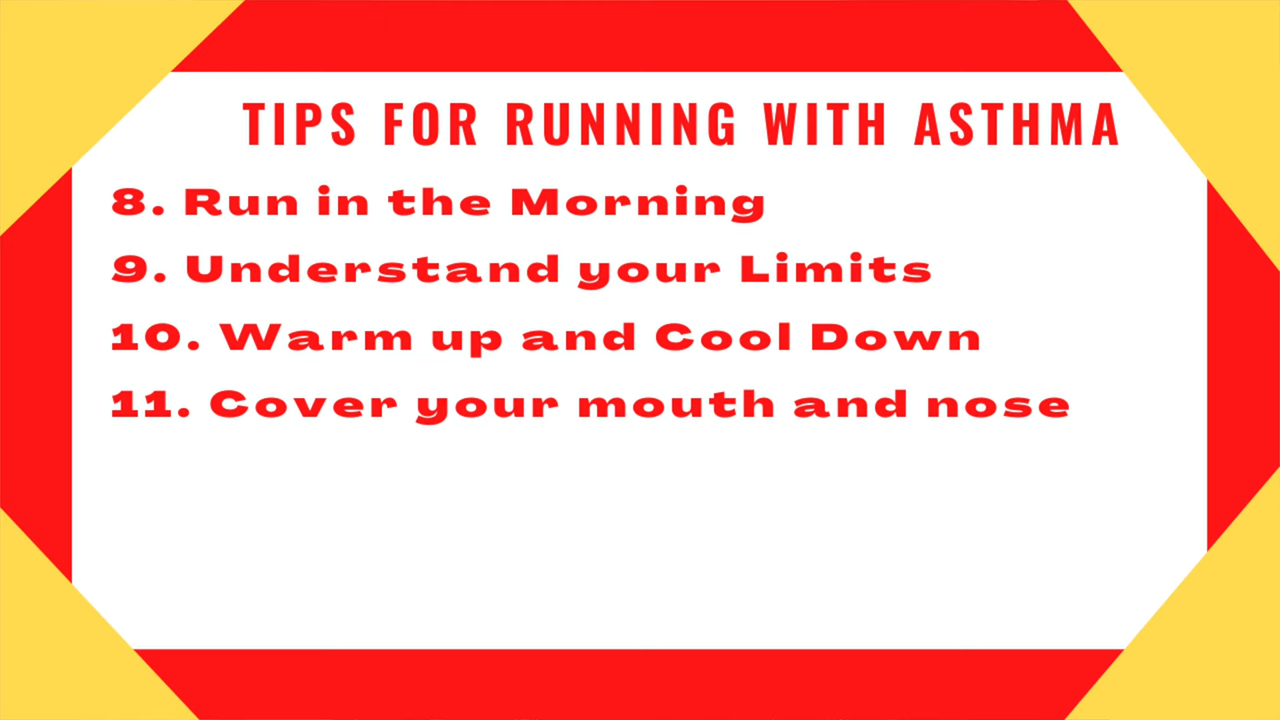 TIPS FOR RUNNING WITH ASTHMA
8. Run in the Morning
9. Understand your Limits
10. Warm up and Cool Down
11. Cover your mouth and nose